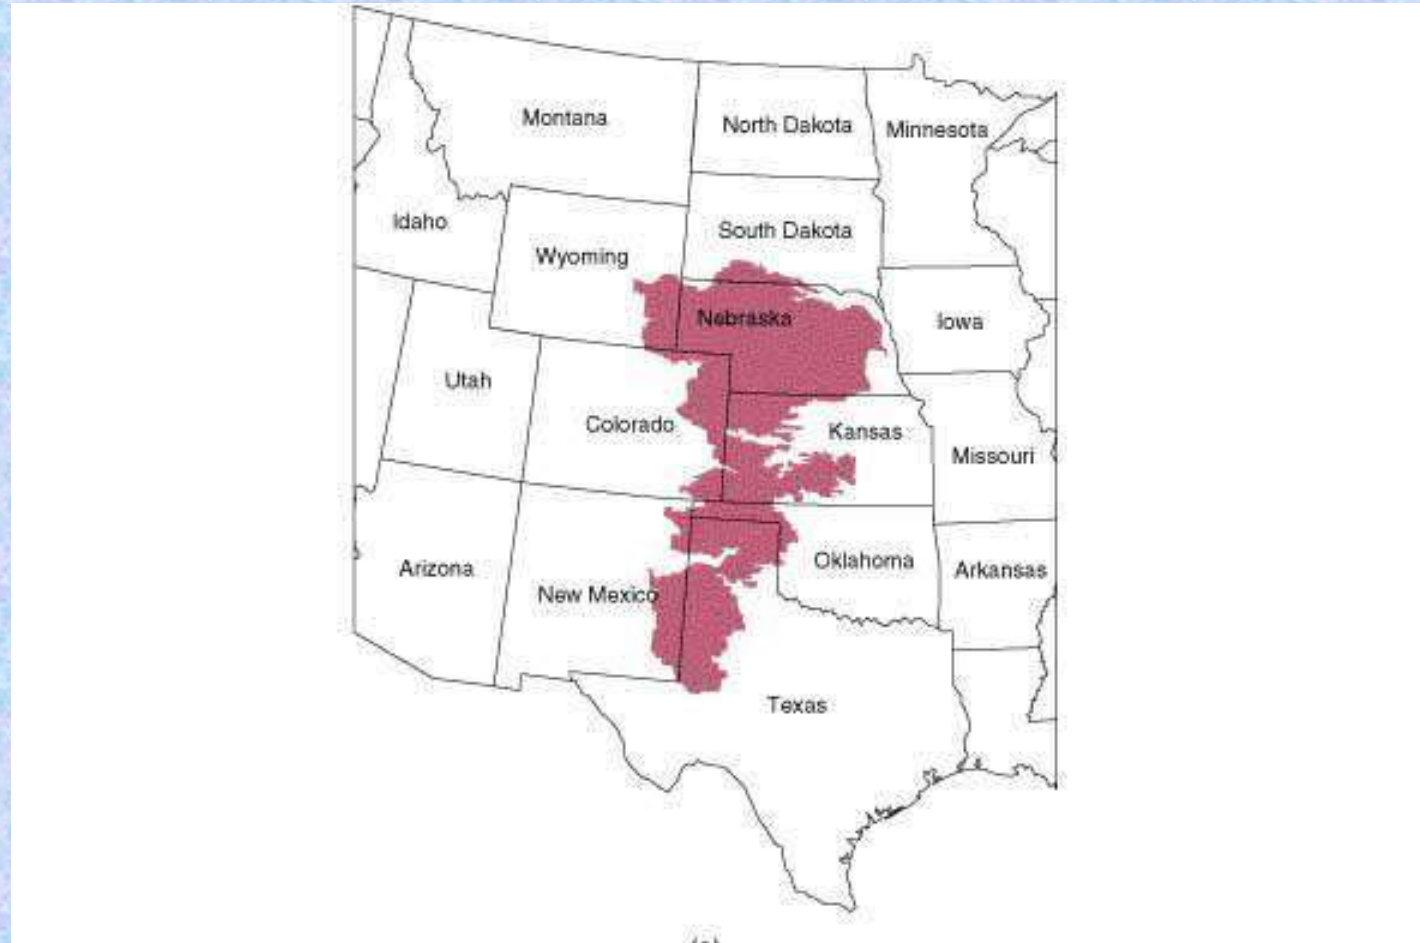 Montana
North Dakota
Minnesota
Idaho
South Dakota
Wyoming
Nebraska
Iowa
Utah
Colorado
Kansas
Missouri
Arizona
New Mexico
Oklahoma
Arkansas
Texas